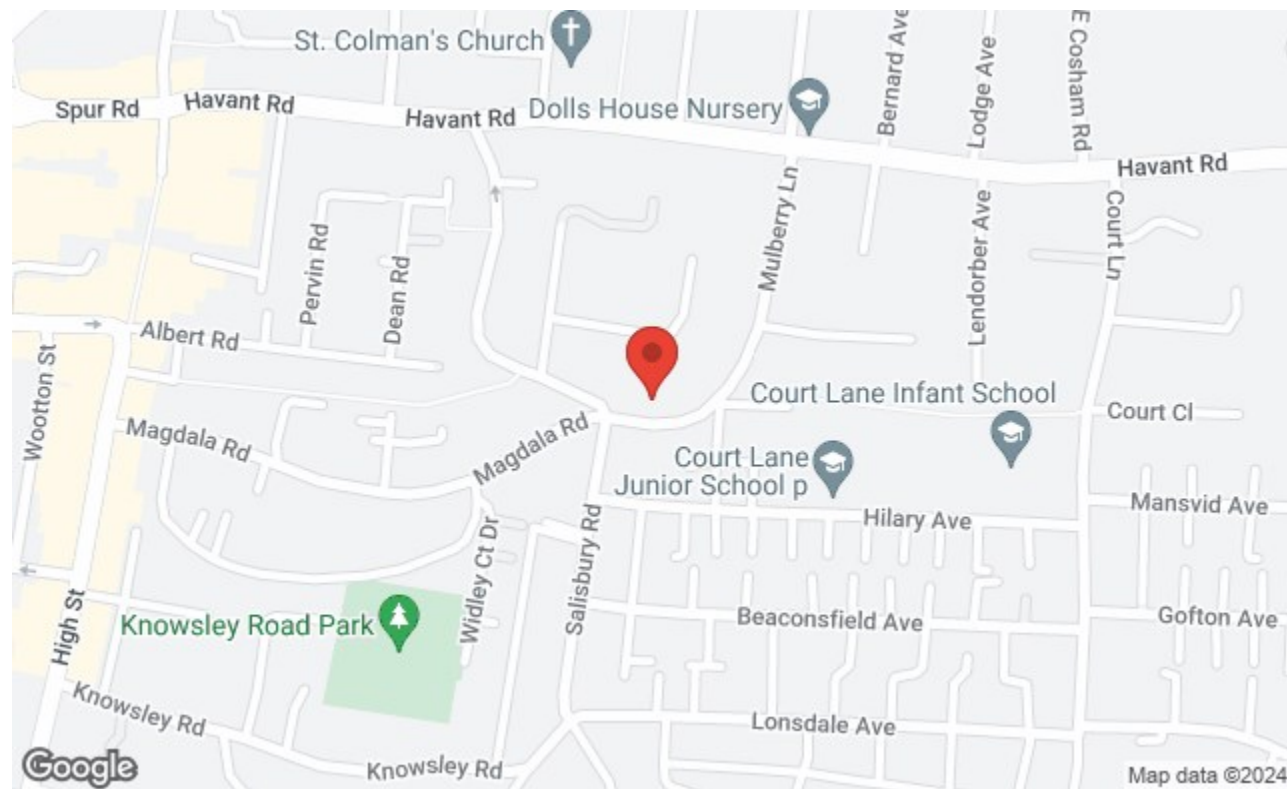 St. Colman's Church
Bernard Ave
Lodge Ave
E Cosham Rd
Spur Rd
Havant Rd
Havant Rd
Dolls House Nursery
Havant Rd
Mulberry Ln
Court Ln
Lendorber Ave
Pervin Rd
Dean Rd
Albert Rd
Wootton St
Court Lane Infant School
Court Cl
Magdala Rd
Magdala Rd
Court Lane
Junior School p
Mansvid Ave
Hilary Ave
Widley Ct Dr
Salisbury Rd
High St
Knowsley Road Park
Beaconsfield Ave
Gofton Ave
Knowsley Rd
Lonsdale Ave
Knowsley Rd
Google
Map data ©2024